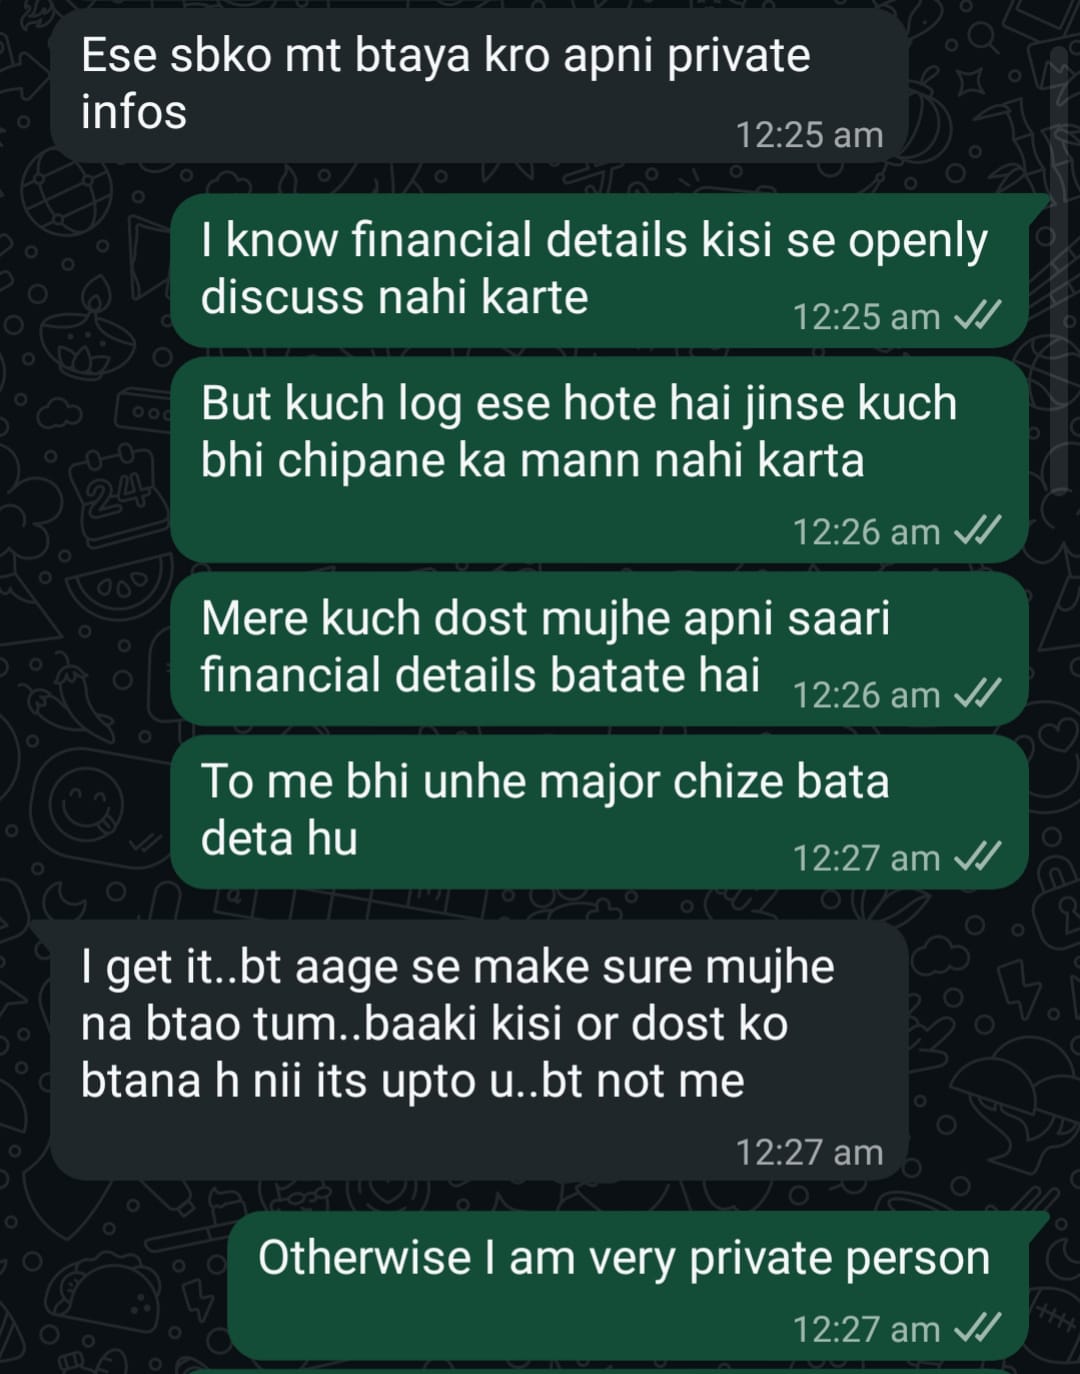 Ese sbko mt btaya kro apni private
infos
12:25 am
I know financial details kisi se openly
discuss nahi karte
12:25 am
But kuch log ese hote hai jinse kuch
bhi chipane ka mann nahi karta
12:26 am
Mere kuch dost mujhe apni saari
financial details batate hai
12:26 am
To me bhi unhe major chize bata
deta hu
12:27 am
I get it..bt aage se make sure mujhe
na btao tum..baaki kisi or dost ko
btana h nii its upto u..bt not me
12:27 am
Otherwise I am very private person
12:27 am